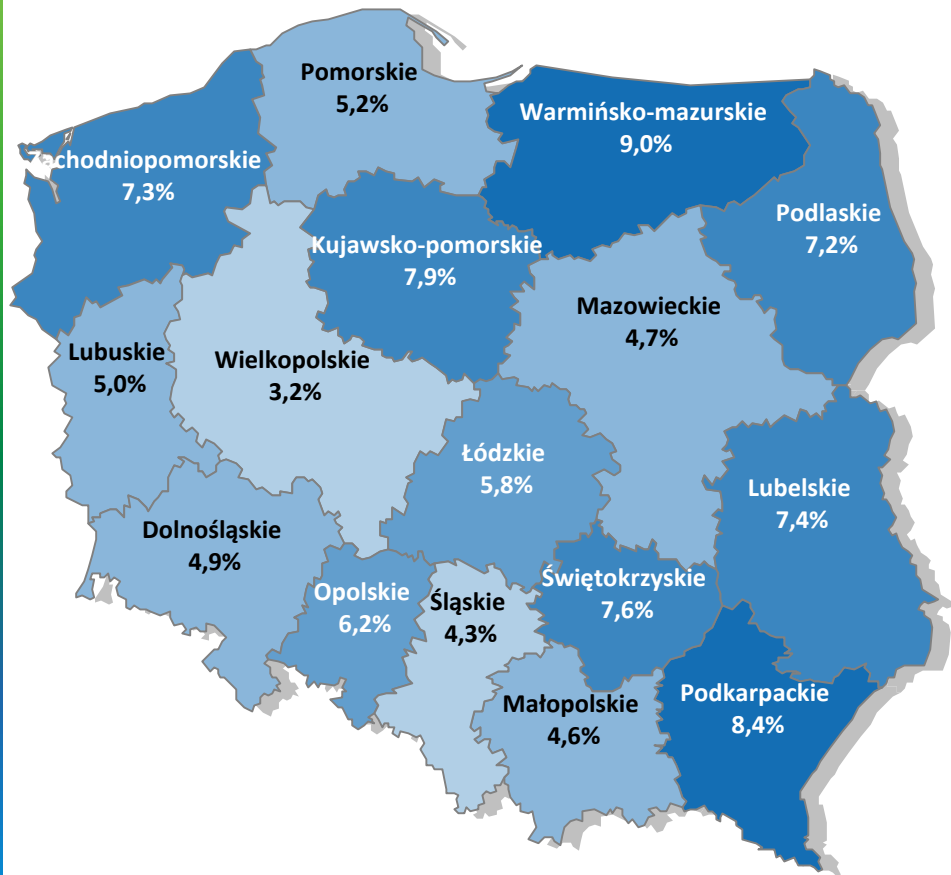 Pomorskie
5,2%
Warmińsko-mazurskie
9,0%
Zachodniopomorskie
7,3%
Podlaskie
7,2%
Kujawsko-pomorskie
7,9%
Mazowieckie
4,7%
Lubuskie
5,0%
Wielkopolskie
3,2%
Łódzkie
5,8%
Lubelskie
7,4%
Dolnośląskie
4,9%
Świętokrzyskie
7,6%
Opolskie
6,2%
Śląskie
4,3%
Podkarpackie
8,4%
Małopolskie
4,6%